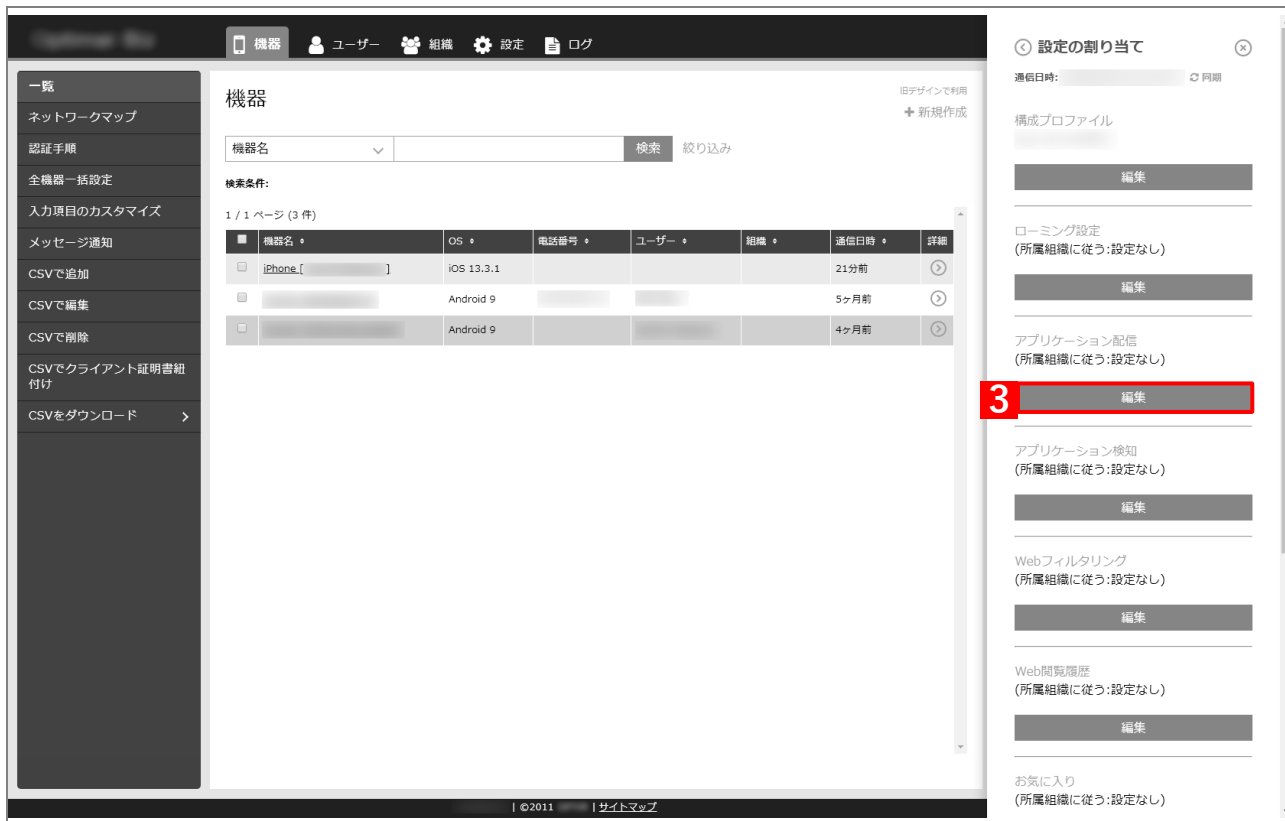 機器
ユーザー
組織
設定
ログ
一覧
ネットワークマップ
認証手順
全機器一括設定
入力項目のカスタマイズ
メッセージ通知
CSVで追加
CSVで編集
CSVで削除
CSVでクライアント証明書紐
付け
CSVをダウンロード
機器
旧デザインで利用
新規作成
機器名
検索
絞り込み
検索条件:
1 / 1 ページ (3 件)
機器名 OS 電話番号 ユーザー 組織 通信日時 詳細
iPhone [ ] iOS 13.3.1 21分前
Android 9 5ヶ月前
Android 9 4ヶ月前
| ©2011 | サイトマップ
設定の割り当て
通信日時: 同期
構成プロファイル
編集
ローミング設定
(所属組織に従う:設定なし)
編集
アプリケーション配信
(所属組織に従う:設定なし)
3
編集
アプリケーション検知
(所属組織に従う:設定なし)
編集
Webフィルタリング
(所属組織に従う:設定なし)
編集
Web閲覧履歴
(所属組織に従う:設定なし)
編集
お気に入り
(所属組織に従う:設定なし)